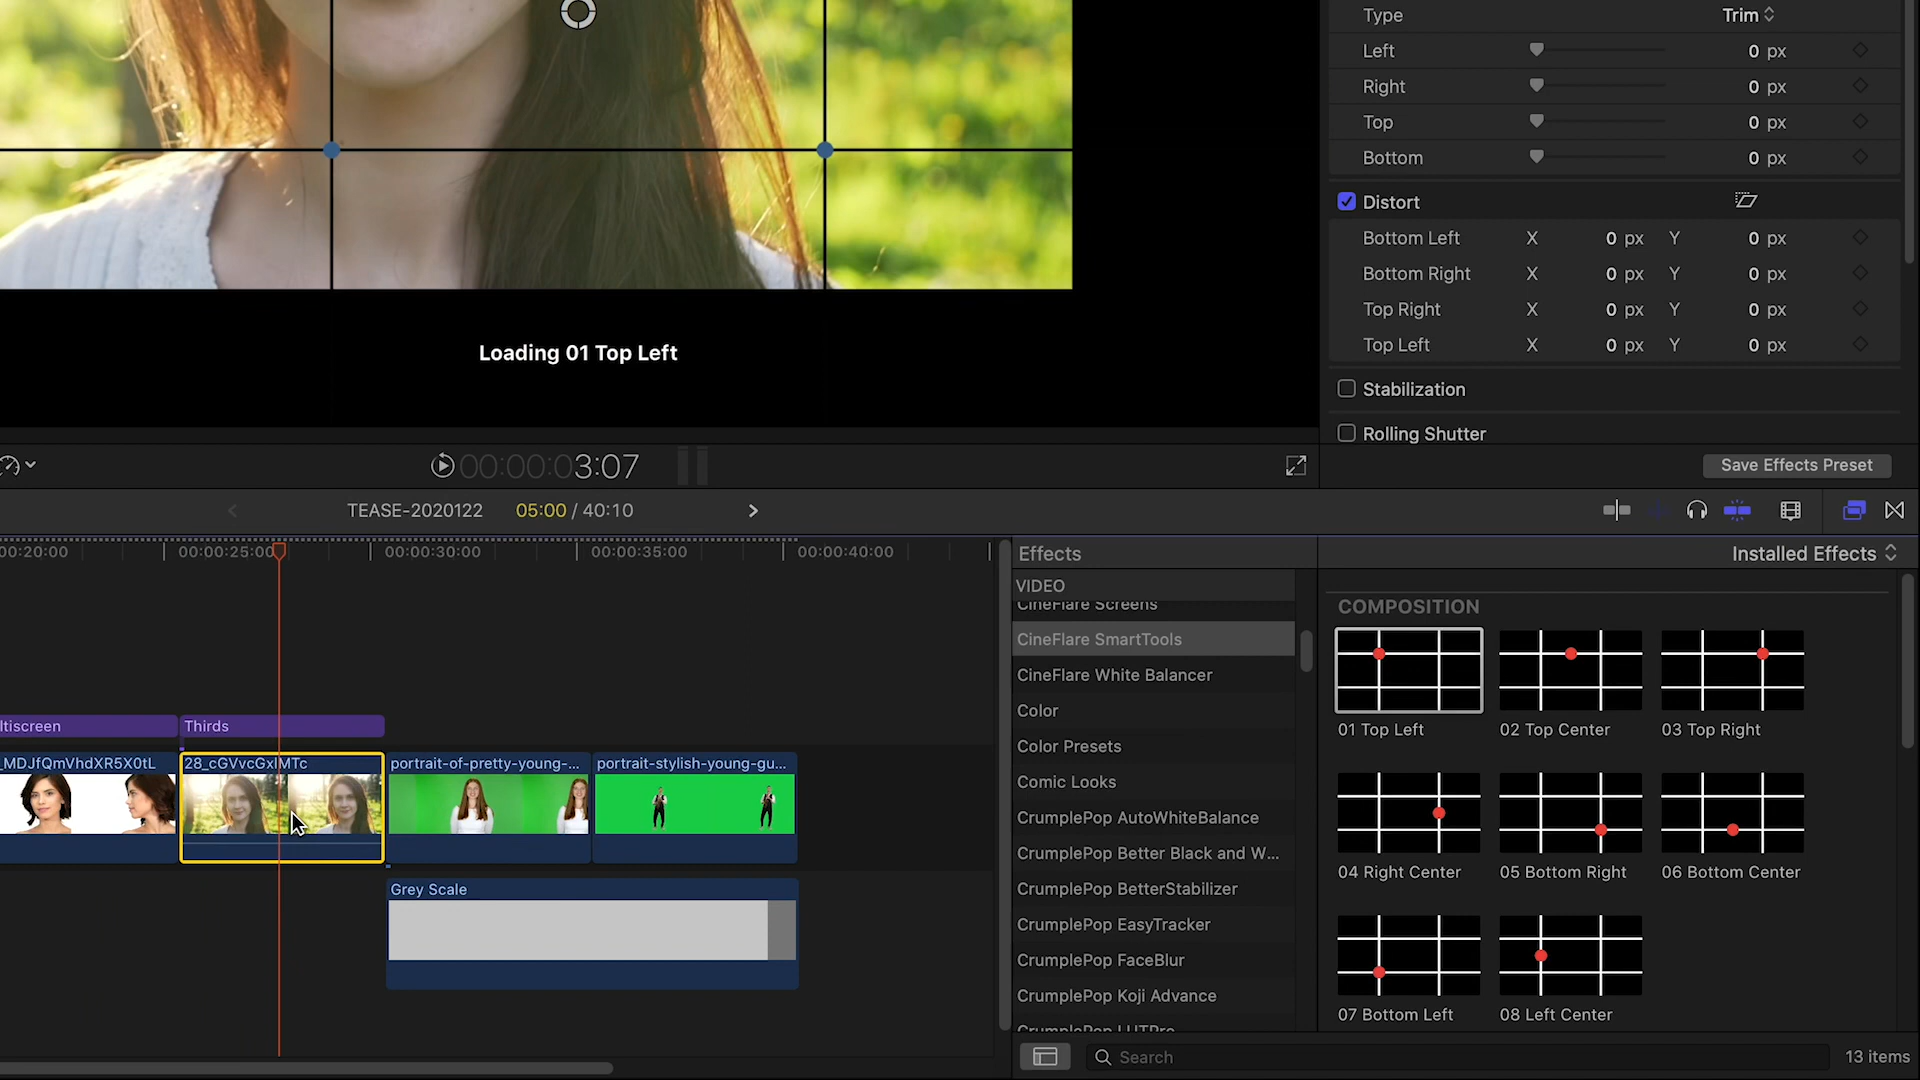 Type Trim
Left 0 px
Right 0 px
Top 0 px
Bottom 0 px
Distort
Bottom Left X 0 px Y 0 px
Bottom Right X 0 px Y 0 px
Top Right X 0 px Y 0 px
Top Left X 0 px Y 0 px
Stabilization
Rolling Shutter
Loading 01 Top Left
00:00:03:07
Save Effects Preset
TEASE-2020122 05:00 / 40:10
00:20:00 00:00:25:00 00:00:30:00 00:00:35:00 00:00:40:00
Effects
Installed Effects
VIDEO
CineFlare Screens
CineFlare SmartTools
CineFlare White Balancer
Color
Color Presets
Comic Looks
CrumplePop AutoWhiteBalance
CrumplePop Better Black and W...
CrumplePop BetterStabilizer
CrumplePop EasyTracker
CrumplePop FaceBlur
CrumplePop Koji Advance
CrumplePop LUTPro
COMPOSITION
01 Top Left 02 Top Center 03 Top Right
04 Right Center 05 Bottom Right 06 Bottom Center
07 Bottom Left 08 Left Center
ltiscreen Thirds
_MDJfQmVhdXR5X0tL 28_cGVvcGxlMTc portrait-of-pretty-young-... portrait-stylish-young-gu...
Grey Scale
Search
13 items